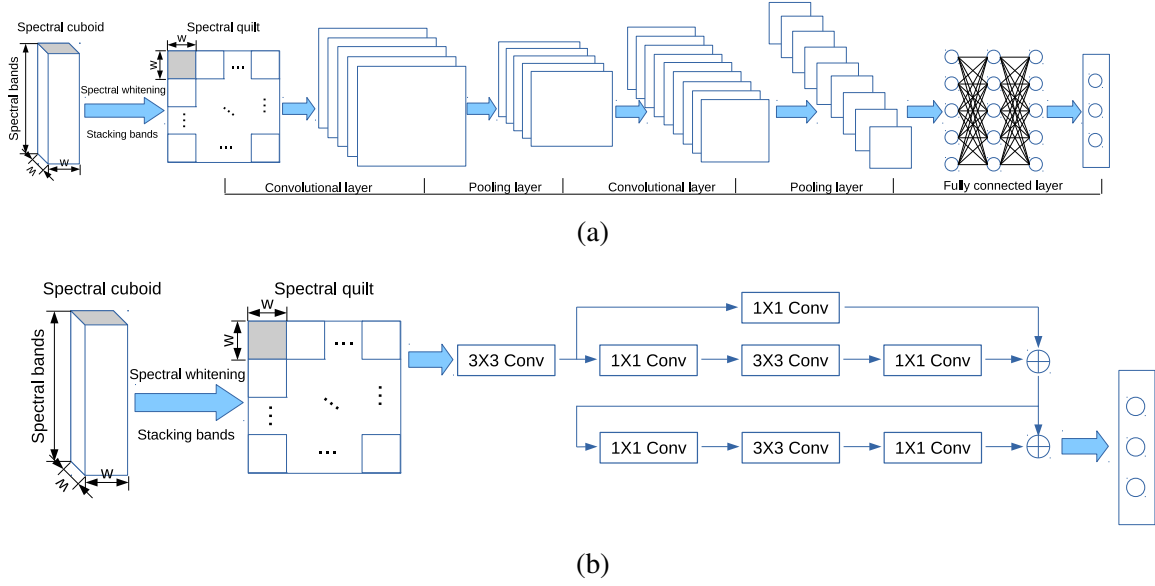 Spectral cuboid
Spectral quilt
w
w
Spectral bands
Spectral whitening
Stacking bands
w
w
Convolutional layer
Pooling layer
Convolutional layer
Pooling layer
Fully connected layer
(a)
Spectral cuboid
Spectral quilt
w
w
Spectral bands
Spectral whitening
Stacking bands
w
w
1X1 Conv
3X3 Conv
1X1 Conv
3X3 Conv
1X1 Conv
1X1 Conv
3X3 Conv
1X1 Conv
(b)